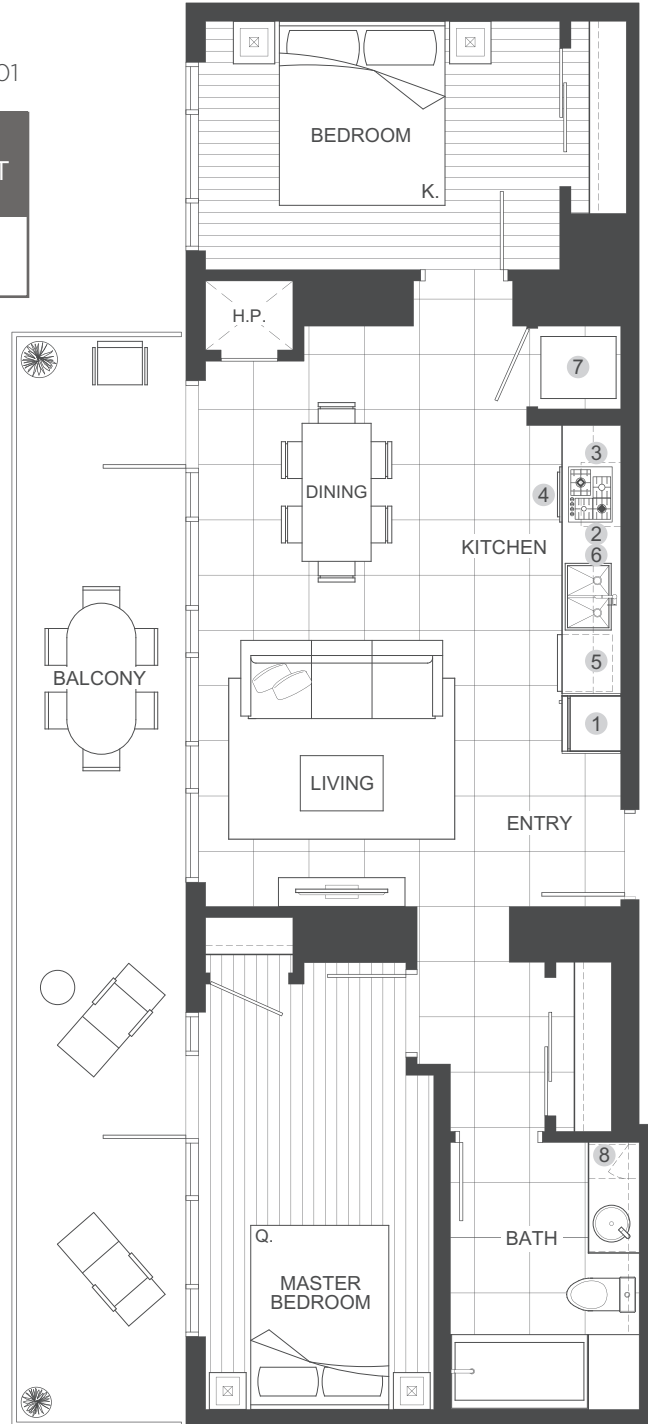 01
T
BEDROOM
K.
H.P.
7
3
DINING
4
2
KITCHEN
6
5
BALCONY
1
LIVING
ENTRY
8
Q.
BATH
MASTER
BEDROOM